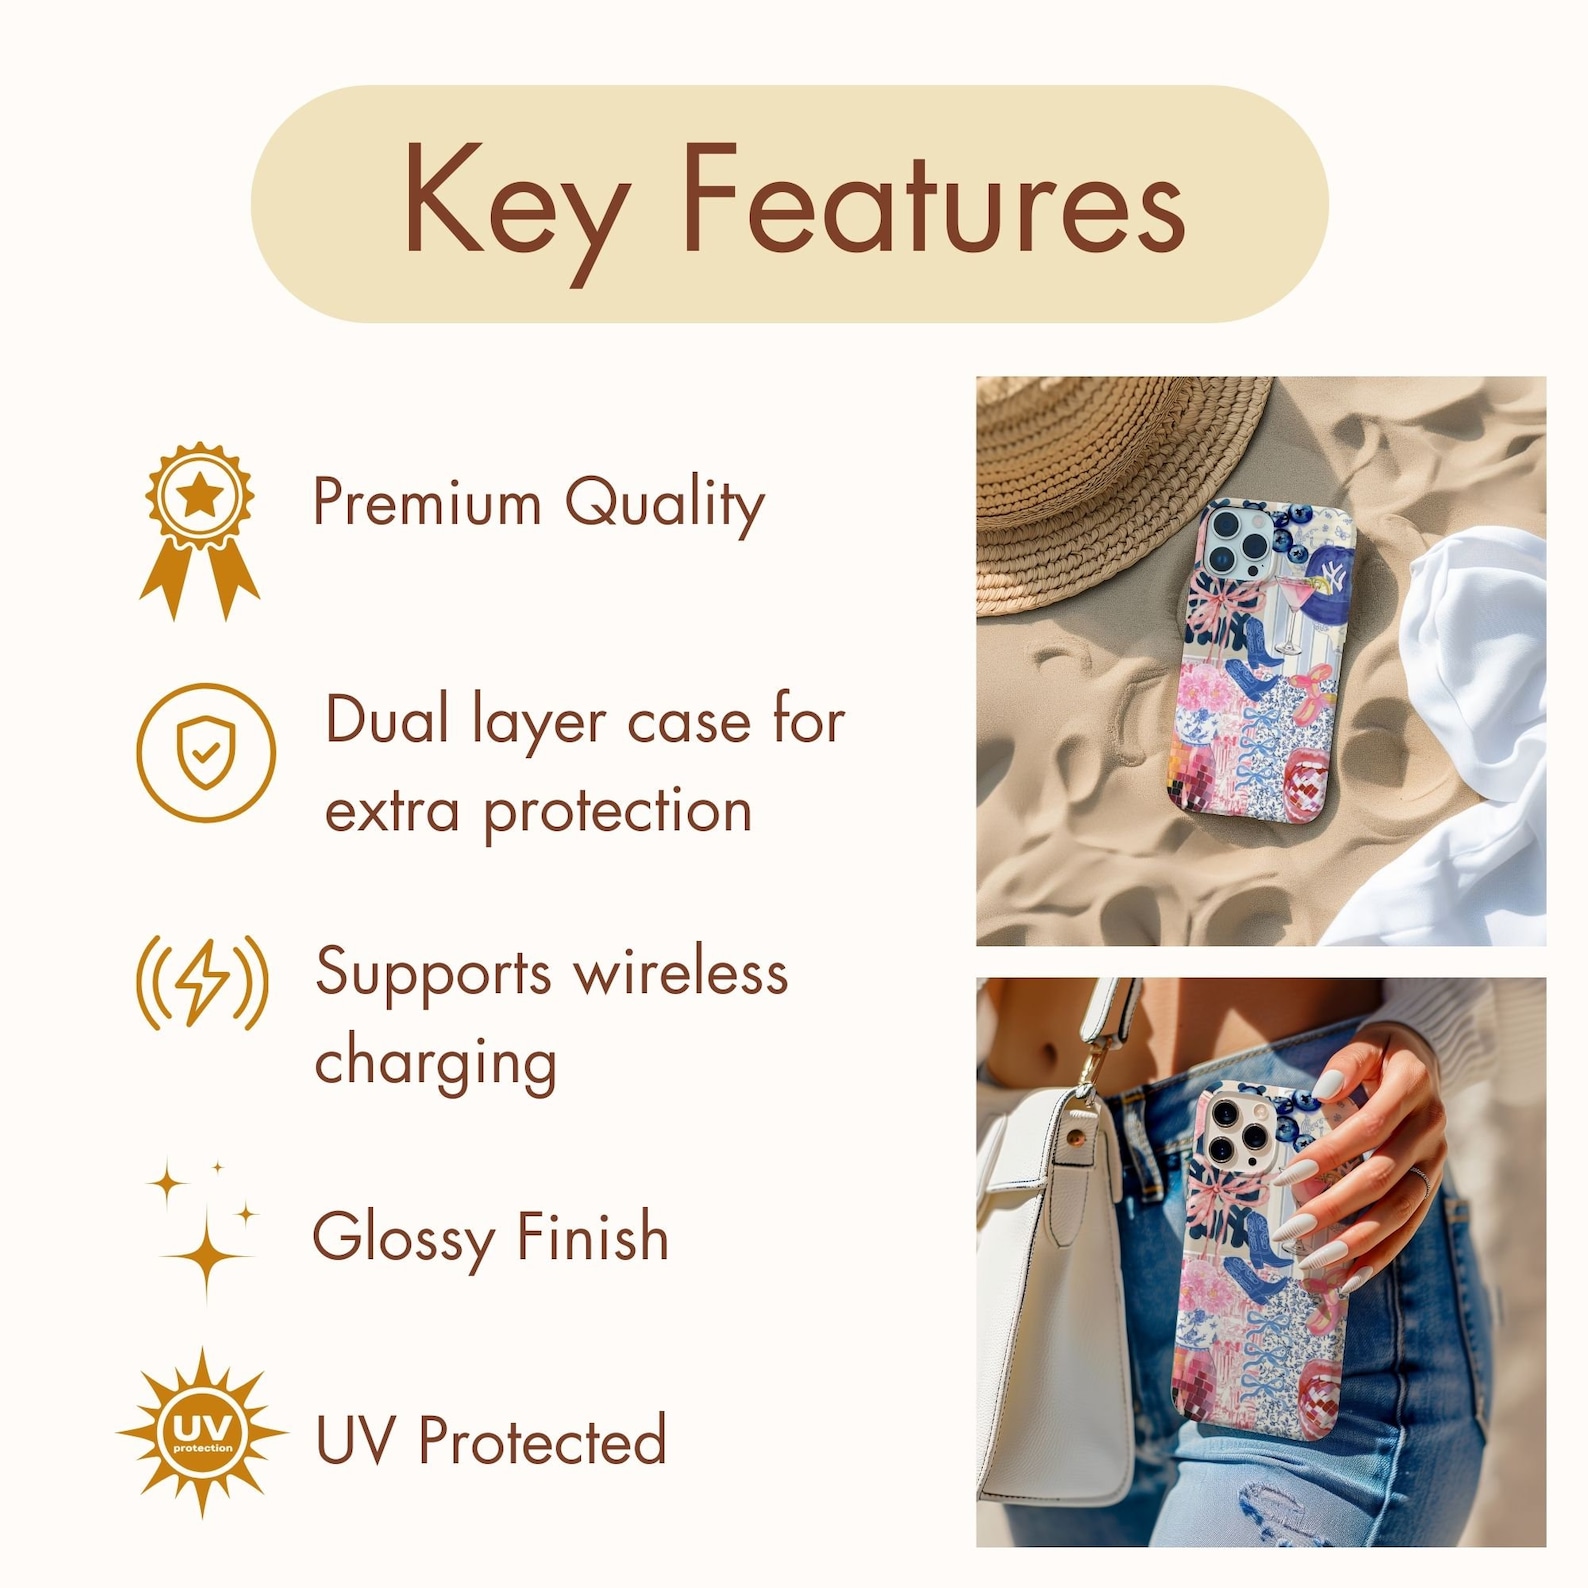 Key Features
Premium Quality
Dual layer case for
extra protection
Supports wireless
charging
Glossy Finish
UV
protection
UV Protected
NY